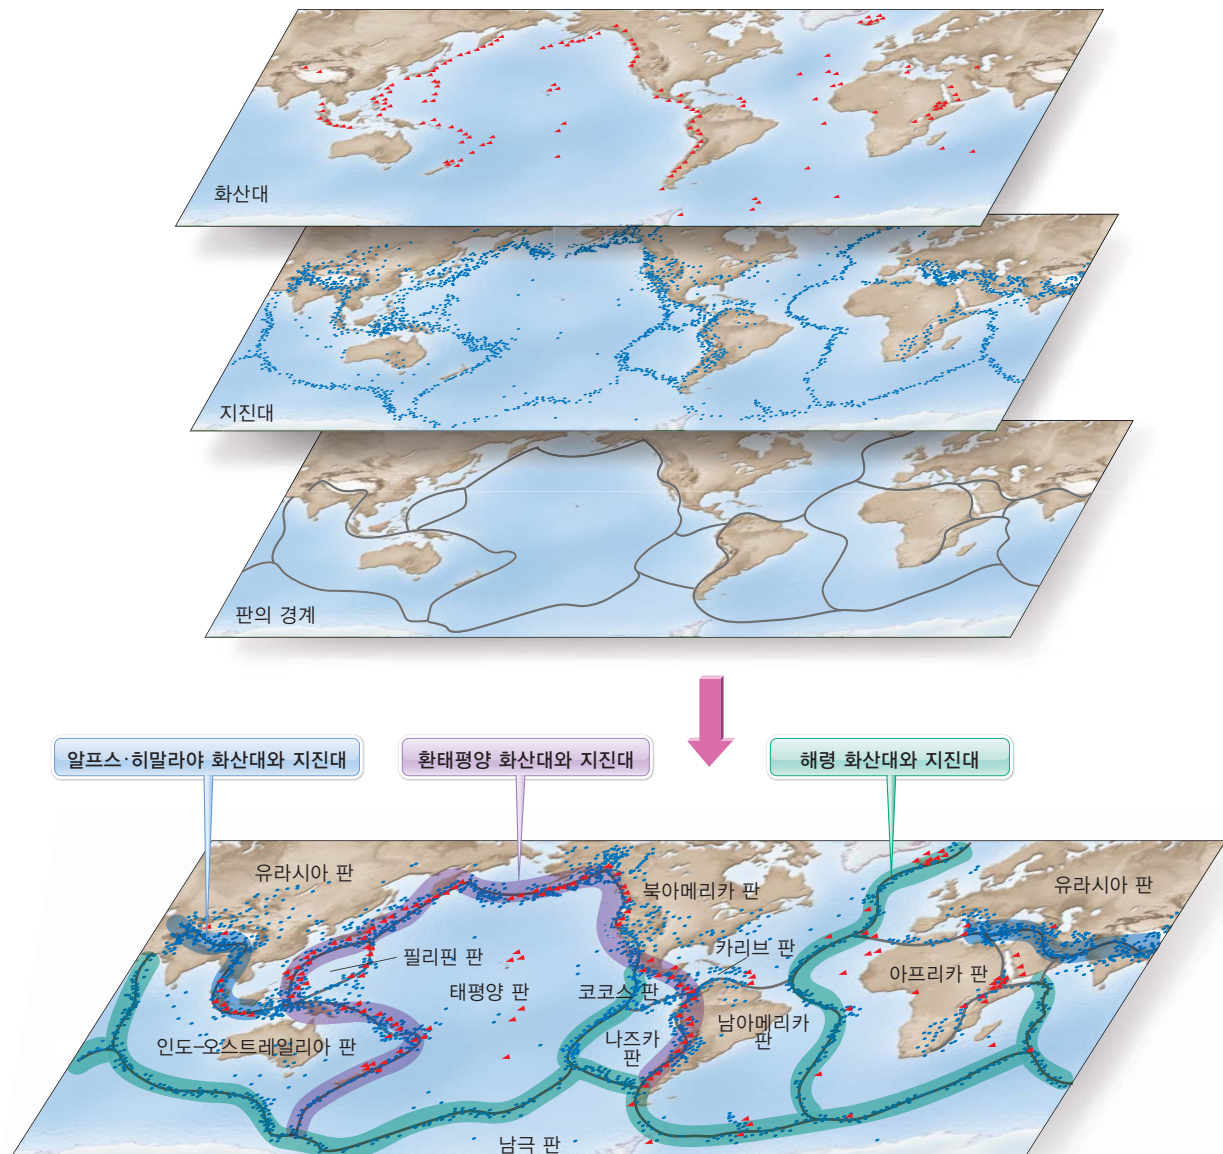 화산대
지진대
판의 경계
알프스·히말라야 화산대와 지진대
환태평양 화산대와 지진대
해령 화산대와 지진대
유라시아 판
북아메리카 판
유라시아 판
필리핀 판
카리브 판
태평양 판
코코스 판
아프리카 판
인도-오스트레일리아 판
나즈카
판
남아메리카
판
남극 판